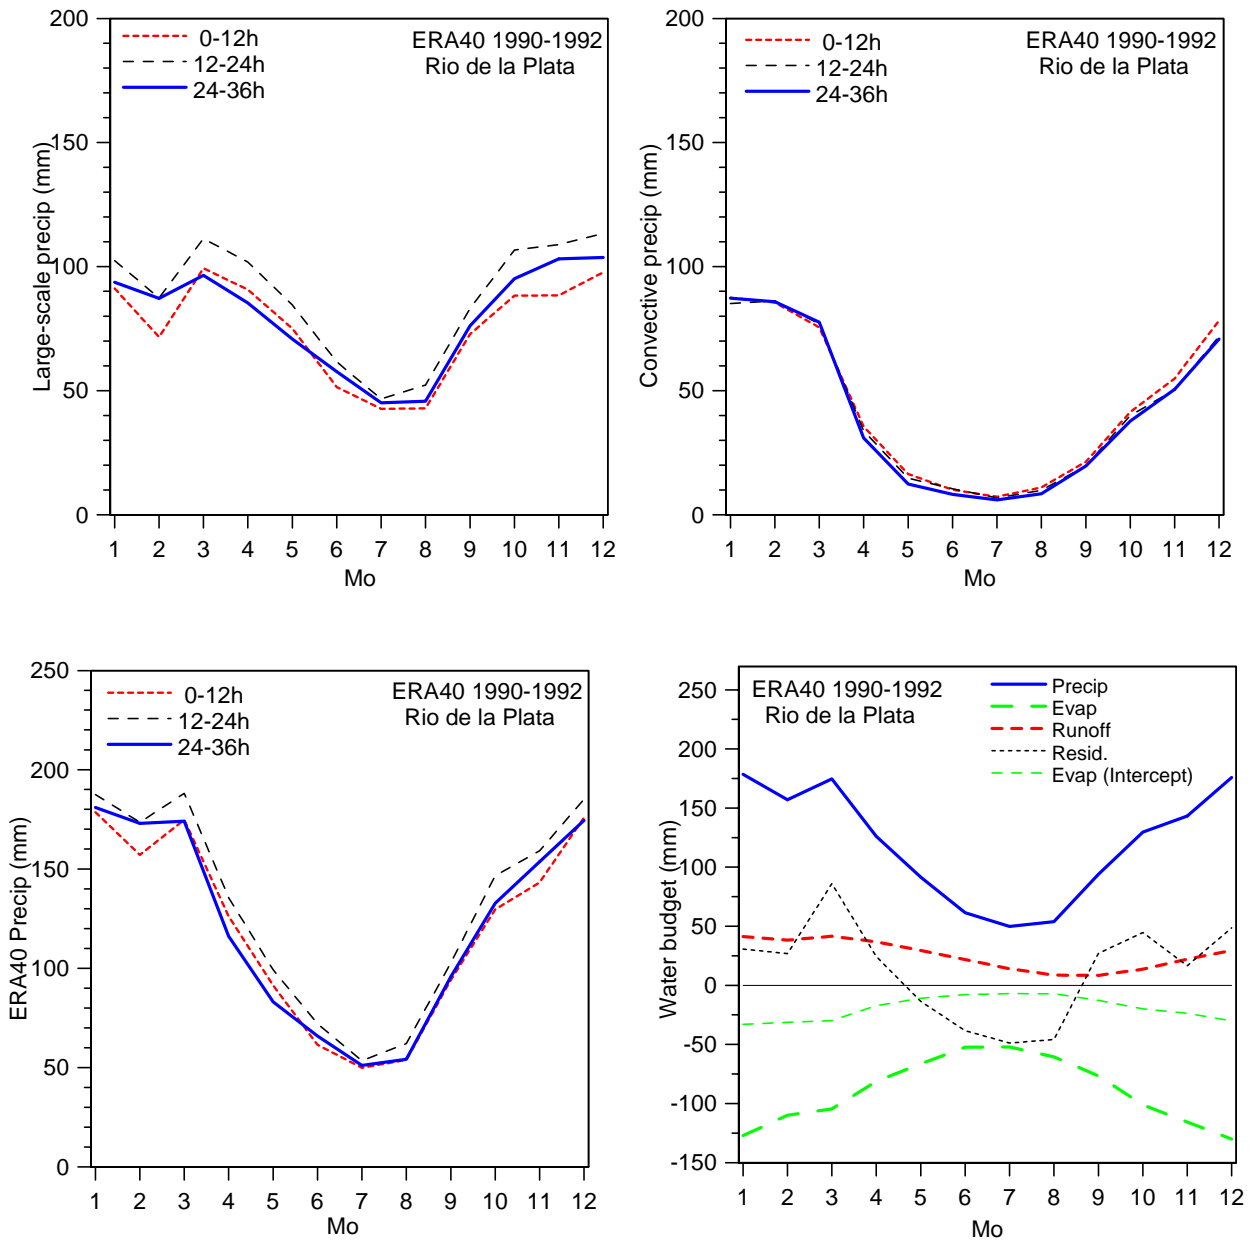 200
150
100
50
0
Large-scale precip (mm)
0-12h
12-24h
24-36h
ERA40 1990-1992
Rio de la Plata
1 2 3 4 5 6 7 8 9 10 11 12
Mo
200
150
100
50
0
Convective precip (mm)
0-12h
12-24h
24-36h
ERA40 1990-1992
Rio de la Plata
1 2 3 4 5 6 7 8 9 10 11 12
Mo
250
200
150
100
50
0
ERA40 Precip (mm)
0-12h
12-24h
24-36h
ERA40 1990-1992
Rio de la Plata
1 2 3 4 5 6 7 8 9 10 11 12
Mo
250
200
150
100
50
0
-50
-100
-150
Water budget (mm)
ERA40 1990-1992
Rio de la Plata
Precip
Evap
Runoff
Resid.
Evap (Intercept)
1 2 3 4 5 6 7 8 9 10 11 12
Mo